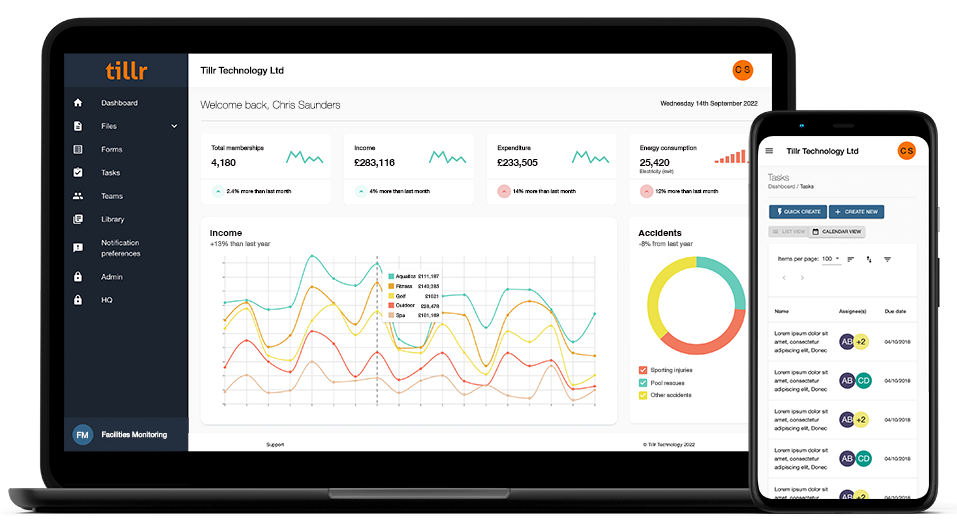 tillr
Dashboard
Files
Forms
Tasks
Teams
Library
Notification
preferences
Admin
HQ
FM
Facilities Monitoring
Tillr Technology Ltd
C S
Welcome back, Chris Saunders
Wednesday 14th September 2022
Total memberships
4,180
2.4% more than last month
Income
£283,116
4% more than last month
Expenditure
£233,505
14% more than last month
Energy consumption
25,420
Electricity (kwh)
12% more than last month
Income
+13% than last year
Aquatics £111,187
Fitness £143,285
Golf £1021
Outdoor £28,478
Spa £101,169
Accidents
-8% from last year
Sporting injuries
Pool rescues
Other accidents
Support
© Tillr Technology 2022
Tillr Technology Ltd
C S
Tasks
Dashboard / Tasks
QUICK CREATE
CREATE NEW
LIST VIEW
CALENDAR VIEW
Items per page: 100
Name Assignee(s) Due date
Lorem ipsum dolor sit
amet, consectetur
adipiscing elit, Donec
AB +2 04/10/2018
Lorem ipsum dolor sit
amet, consectetur
adipiscing elit, Donec
AB CD 04/10/2018
Lorem ipsum dolor sit
amet, consectetur
adipiscing elit, Donec
AB +2 04/10/2018
Lorem ipsum dolor sit
amet, consectetur
adipiscing elit, Donec
AB CD 04/10/2018
Lorem ipsum dolor sit
amet, consectetur
AB +2 04/10/2018